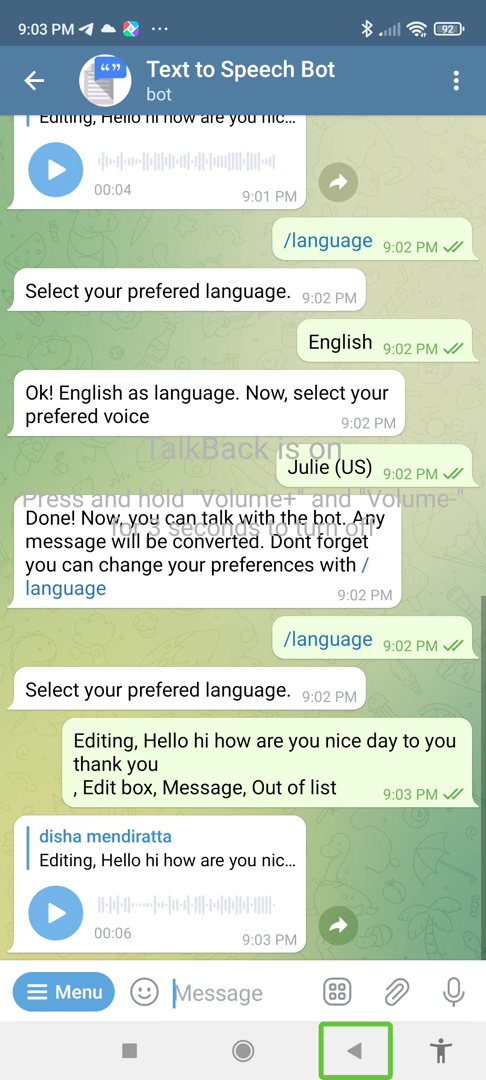 9:03 PM
92
Text to Speech Bot
bot
Editing, Hello hi how are you nic...
00:04
9:01 PM
/language 9:02 PM
Select your prefered language. 9:02 PM
English 9:02 PM
Ok! English as language. Now, select your
prefered voice
9:02 PM
TalkBack is on
Julie (US) 9:02 PM
Press and hold "Volume+" and "Volume-"
for 3 seconds to turn off
Done! Now, you can talk with the bot. Any
message will be converted. Dont forget
you can change your preferences with /
language
9:02 PM
/language 9:02 PM
Select your prefered language. 9:02 PM
Editing, Hello hi how are you nice day to you
thank you
, Edit box, Message, Out of list
9:03 PM
disha mendiratta
Editing, Hello hi how are you nic...
00:06
9:03 PM
Menu
Message